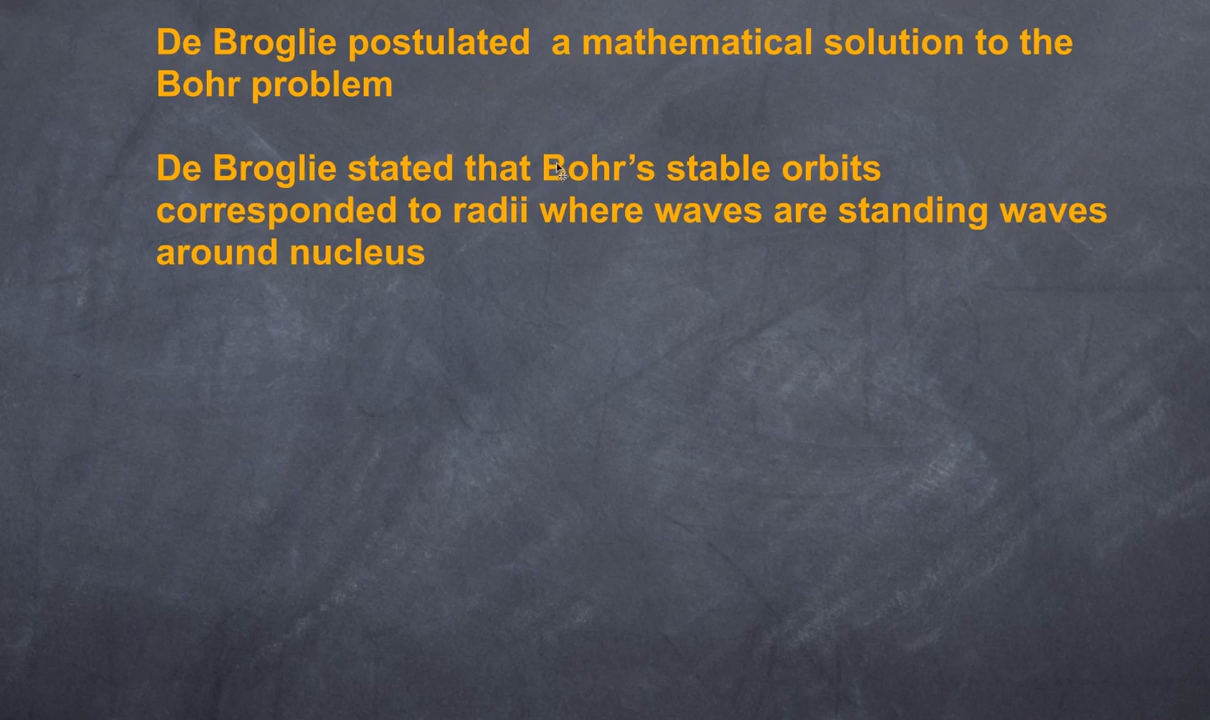 De Broglie postulated  a mathematical solution to the
Bohr problem
De Broglie stated that Bohr’s stable orbits
corresponded to radii where waves are standing waves
around nucleus